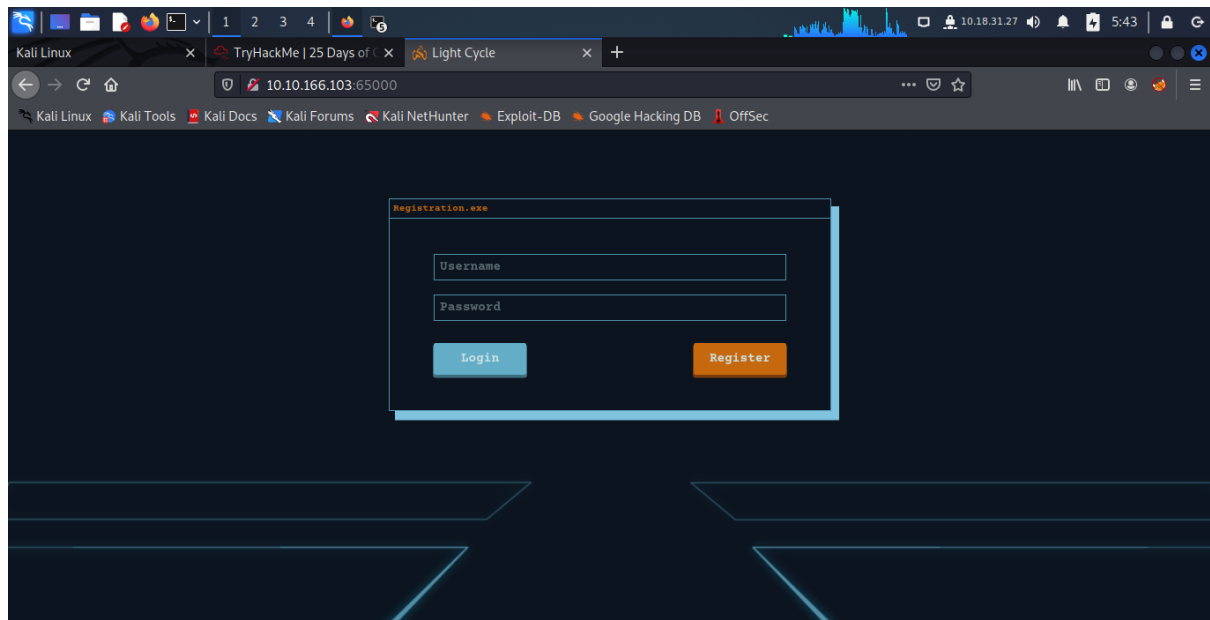 1 2 3 4 5 10.18.31.27 5:43
Kali Linux TryHackMe | 25 Days of C Light Cycle
10.10.166.103:65000
Kali Linux Kali Tools Kali Docs Kali Forums Kali NetHunter Exploit-DB Google Hacking DB OffSec
Registration.exe
Username
Password
Login Register